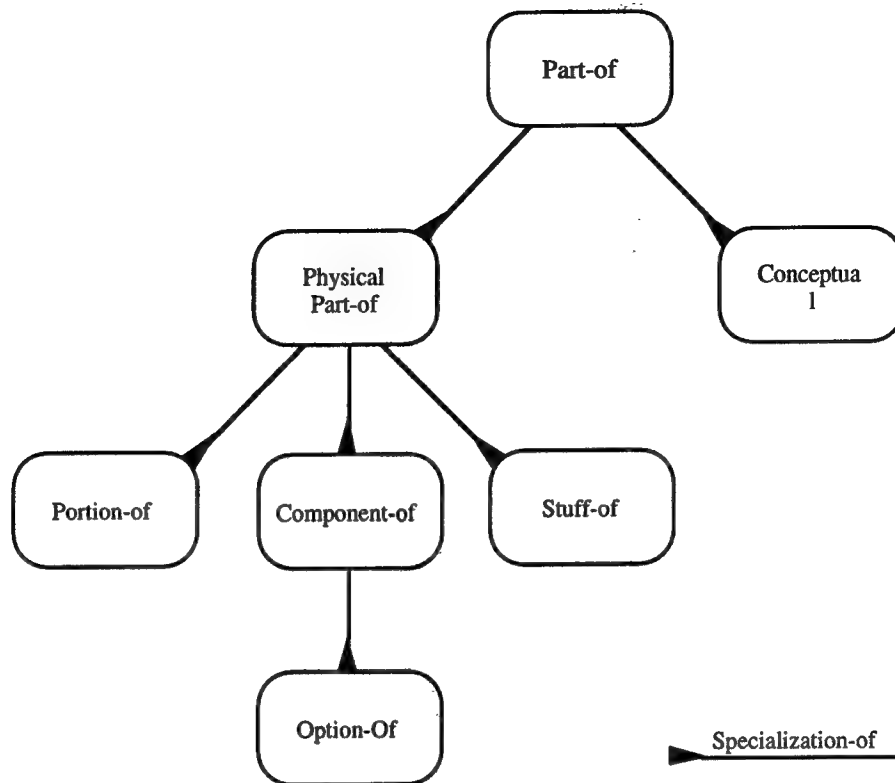 Part-of
Physical
Part-of
Conceptua
l
Portion-of
Component-of
Stuff-of
Option-Of
Specialization-of